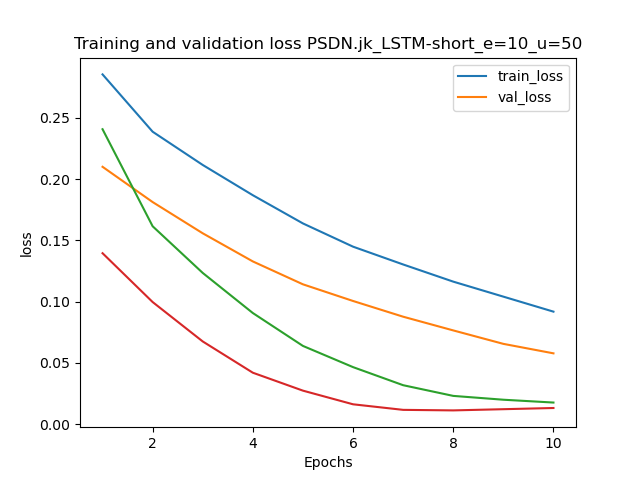 Training and validation loss PSDN.jk_LSTM-short_e=10_u=50
train_loss
val_loss
0.25
0.20
0.15
0.10
0.05
0.00
loss
2 4 6 8 10
Epochs